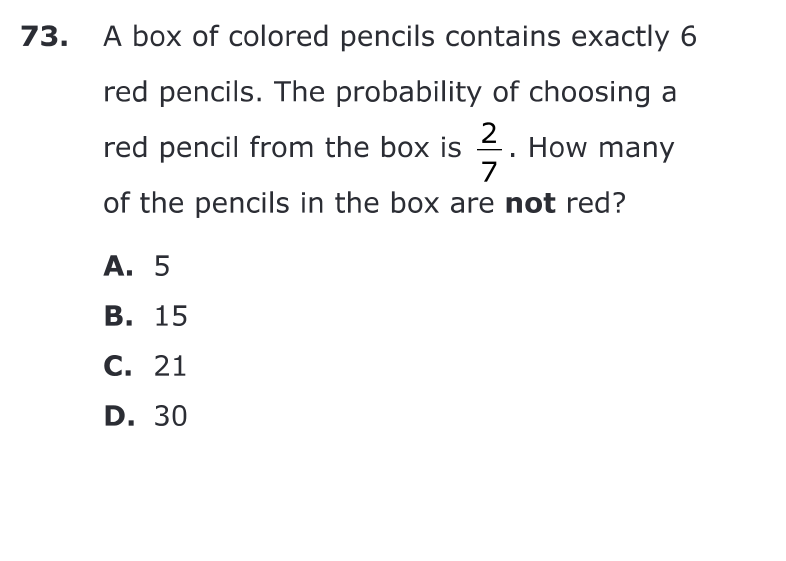 73. A box of colored pencils contains exactly 6
red pencils. The probability of choosing a
red pencil from the box is 2/7. How many
of the pencils in the box are not red?
A. 5
B. 15
C. 21
D. 30